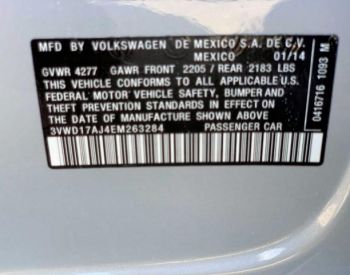 MFD BY VOLKSWAGEN DE MEXICO S.A. DE C.V.
MEXICO 01/14
GVWR 4277 GAWR FRONT 2205 / REAR 2183 LBS
THIS VEHICLE CONFORMS TO ALL APPLICABLE U.S.
FEDERAL MOTOR VEHICLE SAFETY, BUMPER AND
THEFT PREVENTION STANDARDS IN EFFECT ON
THE DATE OF MANUFACTURE SHOWN ABOVE
3VWD17AJ4EM263284 PASSENGER CAR
0416716 1093 M